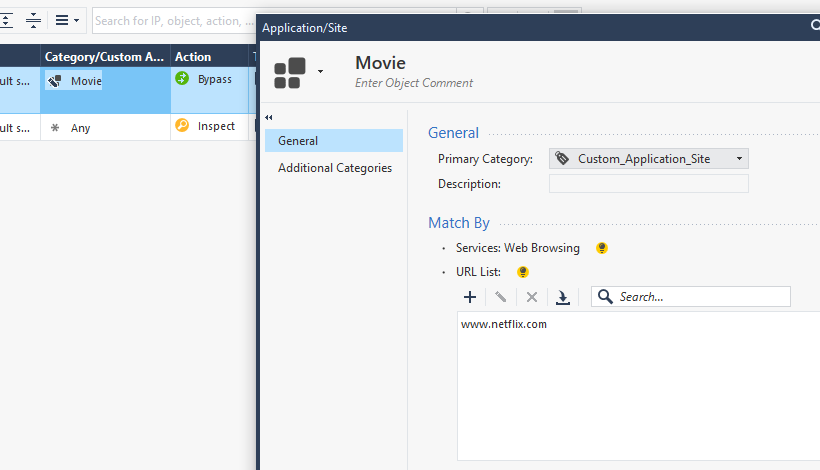 Search for IP, object, action, ...
Category/Custom A...
Action
ult s...
Movie
Bypass
ult s...
Any
Inspect
Application/Site
Movie
Enter Object Comment
General
Additional Categories
General
Primary Category:
Custom_Application_Site
Description:
Match By
Services: Web Browsing
URL List:
Search...
www.netflix.com